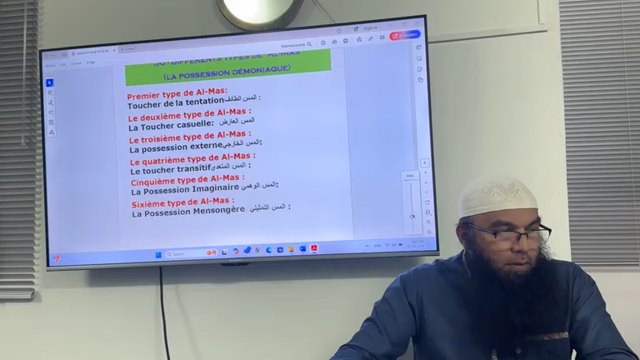 (LA POSSESSION DÉMONIAQUE)
Premier type de Al-Mas:
Toucher de la tentation المس الطائف :
Le deuxième type de Al-Mas :
La Toucher casuelle: المس العارض
Le troisième type de Al-Mas :
La possession externe المس الخارجي:
Le quatrième type de Al-Mas :
Le toucher transitif المس المتعدي :
Cinquième type de Al-Mas :
La Possession Imaginaire المس الوهمي:
Sixiéme type de Al-Mas :
La Possession Mensongère المس التمثيلي :
Search